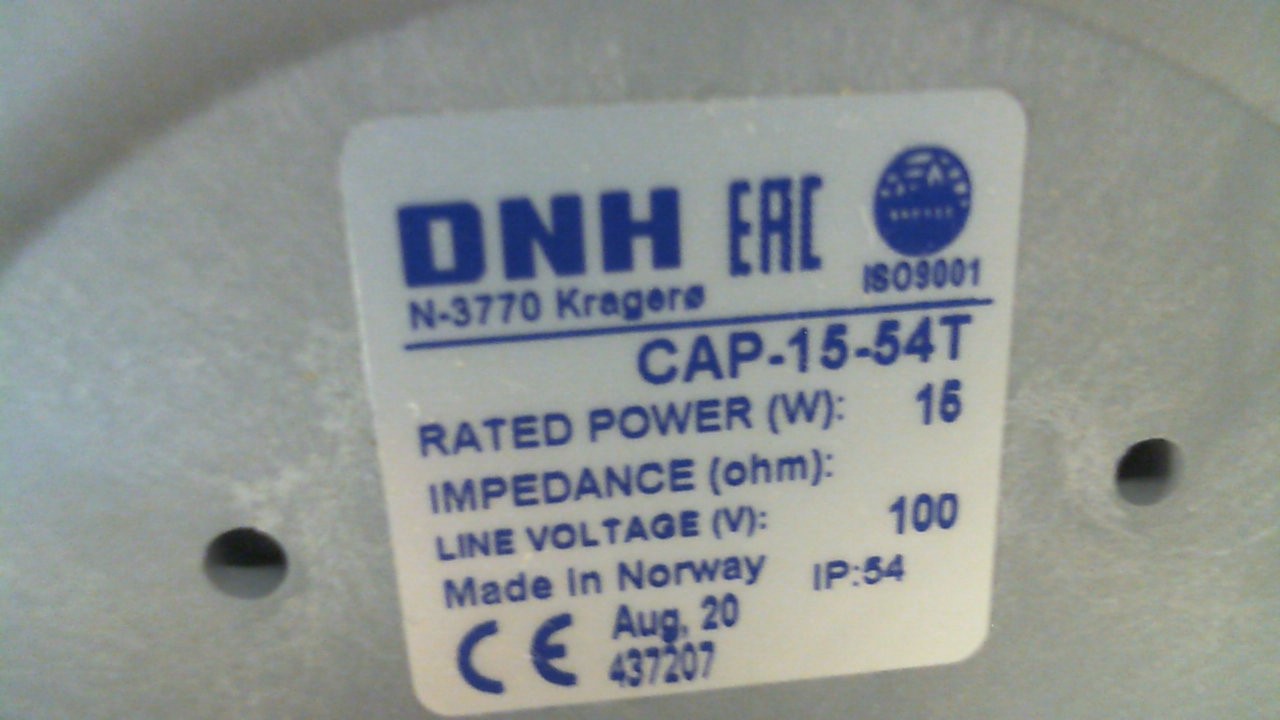 DNH EAC
ISO9001
N-3770 Kragerø
CAP-15-54T
RATED POWER (W): 15
IMPEDANCE (ohm):
LINE VOLTAGE (V): 100
Made in Norway IP:54
CE Aug, 20
437207